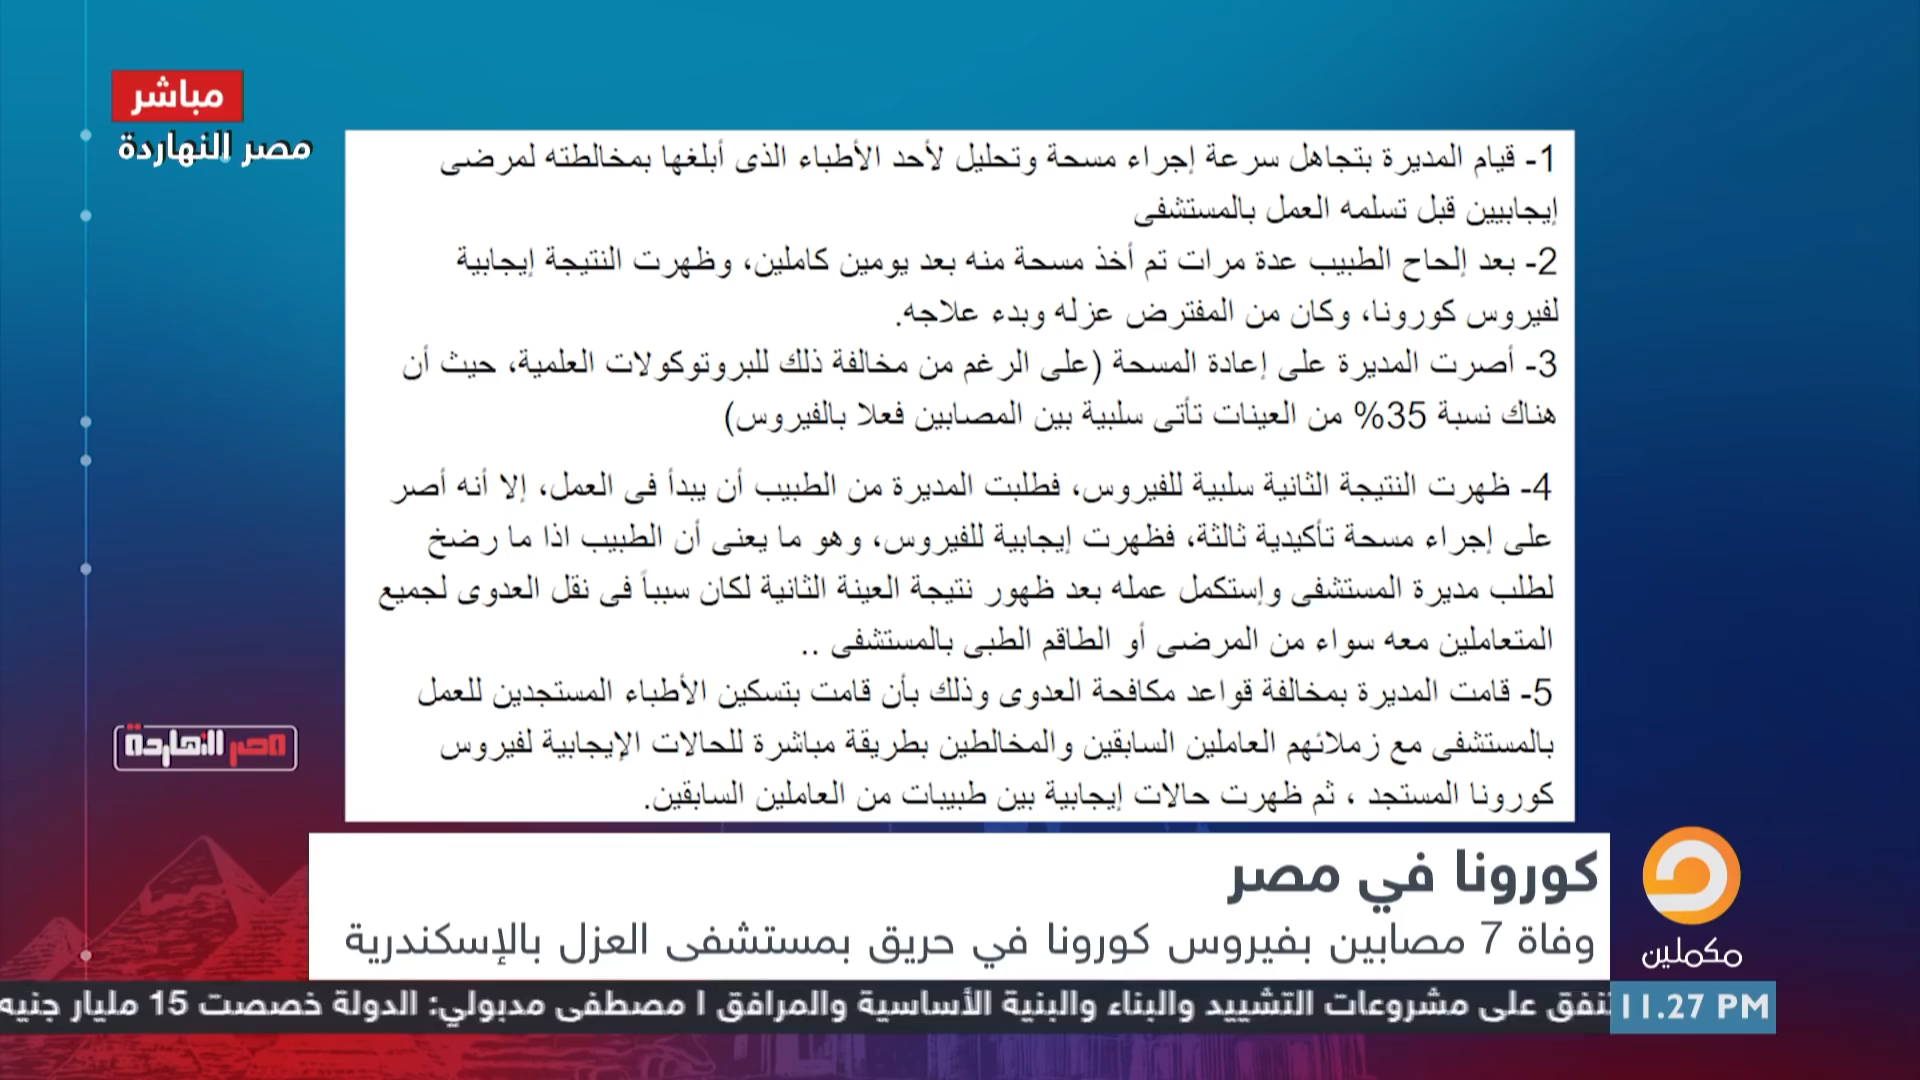 مباشر
مصر النهاردة
1- قيام المديرة بتجاهل سرعة إجراء مسحة وتحليل لأحد الأطباء الذى أبلغها بمخالطته لمرضى
إيجابيين قبل تسلمه العمل بالمستشفى
2- بعد إلحاح الطبيب عدة مرات تم أخذ مسحة منه بعد يومين كاملين، وظهرت النتيجة إيجابية
لفيروس كورونا، وكان من المفترض عزله وبدء علاجه.
3- أصرت المديرة على إعادة المسحة (على الرغم من مخالفة ذلك للبروتوكولات العلمية، حيث أن
هناك نسبة 35% من العينات تأتى سلبية بين المصابين فعلا بالفيروس)
4- ظهرت النتيجة الثانية سلبية للفيروس، فطلبت المديرة من الطبيب أن يبدأ فى العمل، إلا أنه أصر
على إجراء مسحة تأكيدية ثالثة، فظهرت إيجابية للفيروس، وهو ما يعنى أن الطبيب اذا ما رضخ
لطلب مديرة المستشفى وإستكمل عمله بعد ظهور نتيجة العينة الثانية لكان سبباً فى نقل العدوى لجميع
المتعاملين معه سواء من المرضى أو الطاقم الطبى بالمستشفى ..
5- قامت المديرة بمخالفة قواعد مكافحة العدوى وذلك بأن قامت بتسكين الأطباء المستجدين للعمل
بالمستشفى مع زملائهم العاملين السابقين والمخالطين بطريقة مباشرة للحالات الإيجابية لفيروس
كورونا المستجد ، ثم ظهرت حالات إيجابية بين طبيبات من العاملين السابقين.
مصر النهاردة
كورونا في مصر
وفاة 7 مصابين بفيروس كورونا في حريق بمستشفى العزل بالإسكندرية
مكملين
تنفق على مشروعات التشييد والبناء والبنية الأساسية والمرافق | مصطفى مدبولي: الدولة خصصت 15 مليار جنيه
11.27 PM